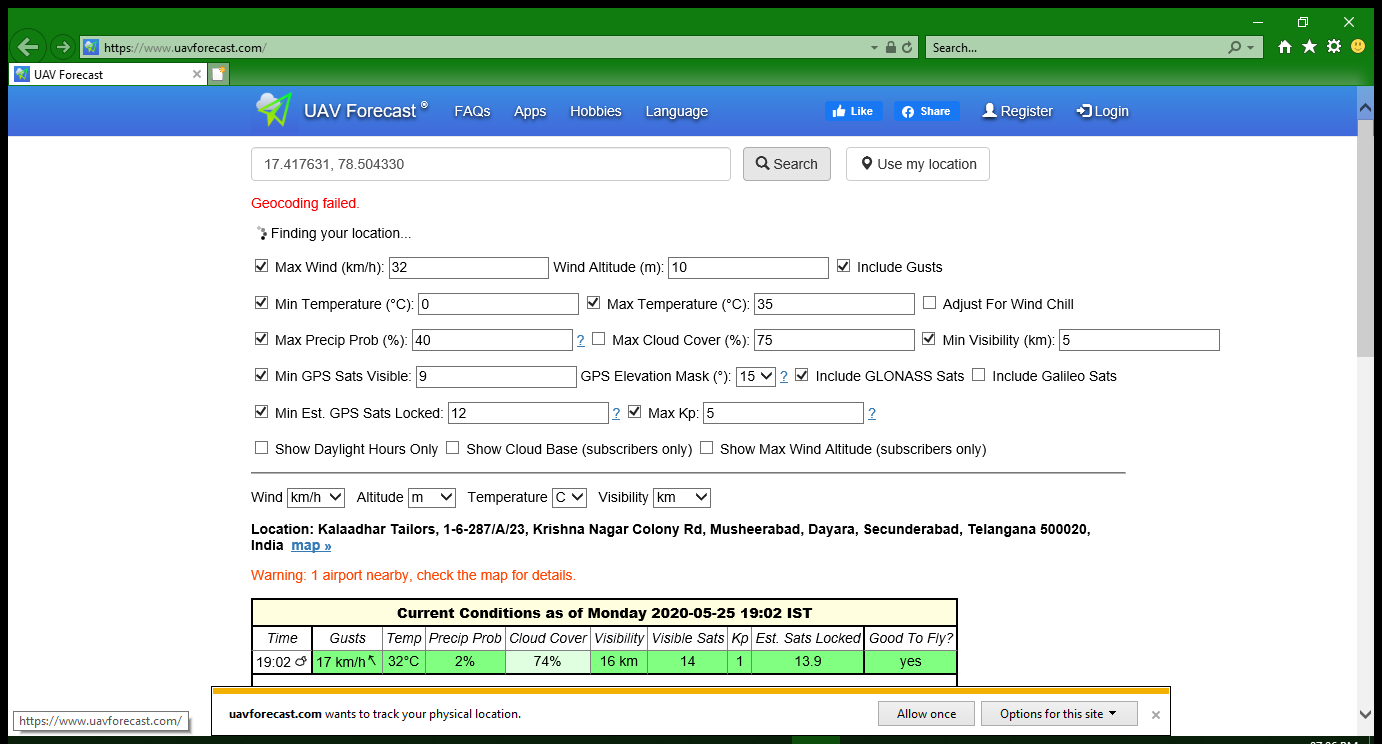 https://www.uavforecast.com/
Search...
UAV Forecast
UAV Forecast ® FAQs Apps Hobbies Language Like Share Register Login
17.417631, 78.504330 Search Use my location
Geocoding failed.
Finding your location...
Max Wind (km/h): 32 Wind Altitude (m): 10 Include Gusts
Min Temperature (°C): 0 Max Temperature (°C): 35 Adjust For Wind Chill
Max Precip Prob (%): 40 ? Max Cloud Cover (%): 75 Min Visibility (km): 5
Min GPS Sats Visible: 9 GPS Elevation Mask (°): 15 ? Include GLONASS Sats Include Galileo Sats
Min Est. GPS Sats Locked: 12 ? Max Kp: 5 ?
Show Daylight Hours Only Show Cloud Base (subscribers only) Show Max Wind Altitude (subscribers only)
Wind km/h Altitude m Temperature C Visibility km
Location: Kalaadhar Tailors, 1-6-287/A/23, Krishna Nagar Colony Rd, Musheerabad, Dayara, Secunderabad, Telangana 500020,
India map »
Warning: 1 airport nearby, check the map for details.
Current Conditions as of Monday 2020-05-25 19:02 IST
Time Gusts Temp Precip Prob Cloud Cover Visibility Visible Sats Kp Est. Sats Locked Good To Fly?
19:02 17 km/h 32°C 2% 74% 16 km 14 1 13.9 yes
uavforecast.com wants to track your physical location. Allow once Options for this site
https://www.uavforecast.com/